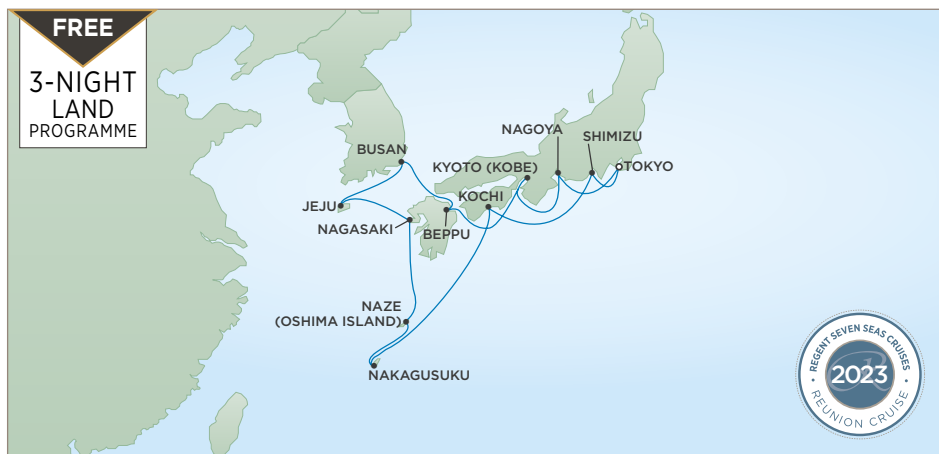 FREE
3-NIGHT
LAND
PROGRAMME
NAGOYA
SHIMIZU
BUSAN
KYOTO (KOBE)
TOKYO
KOCHI
JEJU
NAGASAKI
BEPPU
NAZE
(OSHIMA ISLAND)
NAKAGUSUKU
REGENT SEVEN SEAS CRUISES
2023
REUNION CRUISE